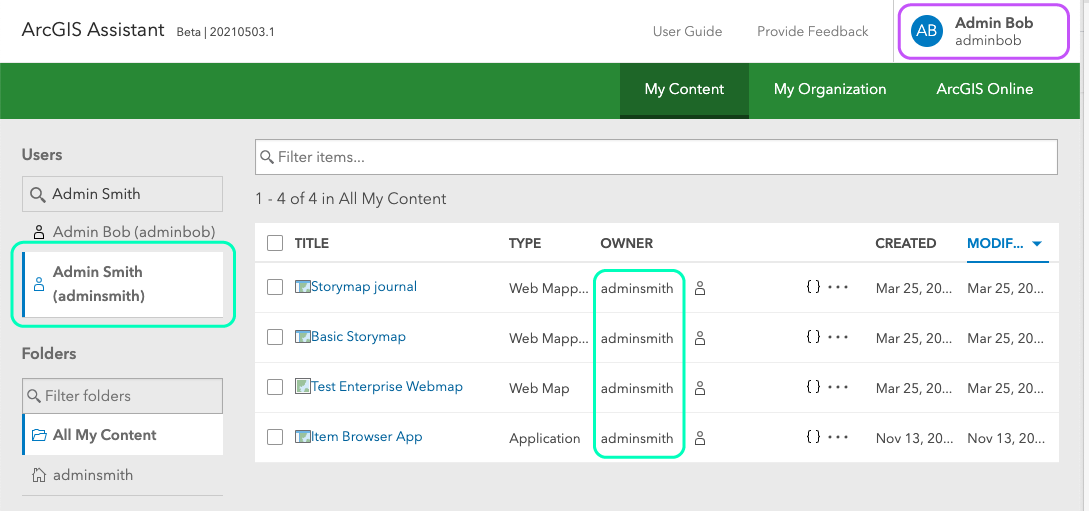 ArcGIS Assistant Beta | 20210503.1 User Guide Provide Feedback AB Admin Bob
adminbob
My Content My Organization ArcGIS Online
Users
Admin Smith
Admin Bob (adminbob)
Admin Smith
(adminsmith)
Folders
Filter folders
All My Content
adminsmith
Filter items...
1 - 4 of 4 in All My Content
TITLE TYPE OWNER CREATED MODIF...
Storymap journal Web Mapp... adminsmith { } ··· Mar 25, 20... Mar 25, 20...
Basic Storymap Web Mapp... adminsmith { } ··· Mar 25, 20... Mar 25, 20...
Test Enterprise Webmap Web Map adminsmith { } ··· Mar 25, 20... Mar 25, 20...
Item Browser App Application adminsmith { } ··· Nov 13, 20... Nov 13, 20...